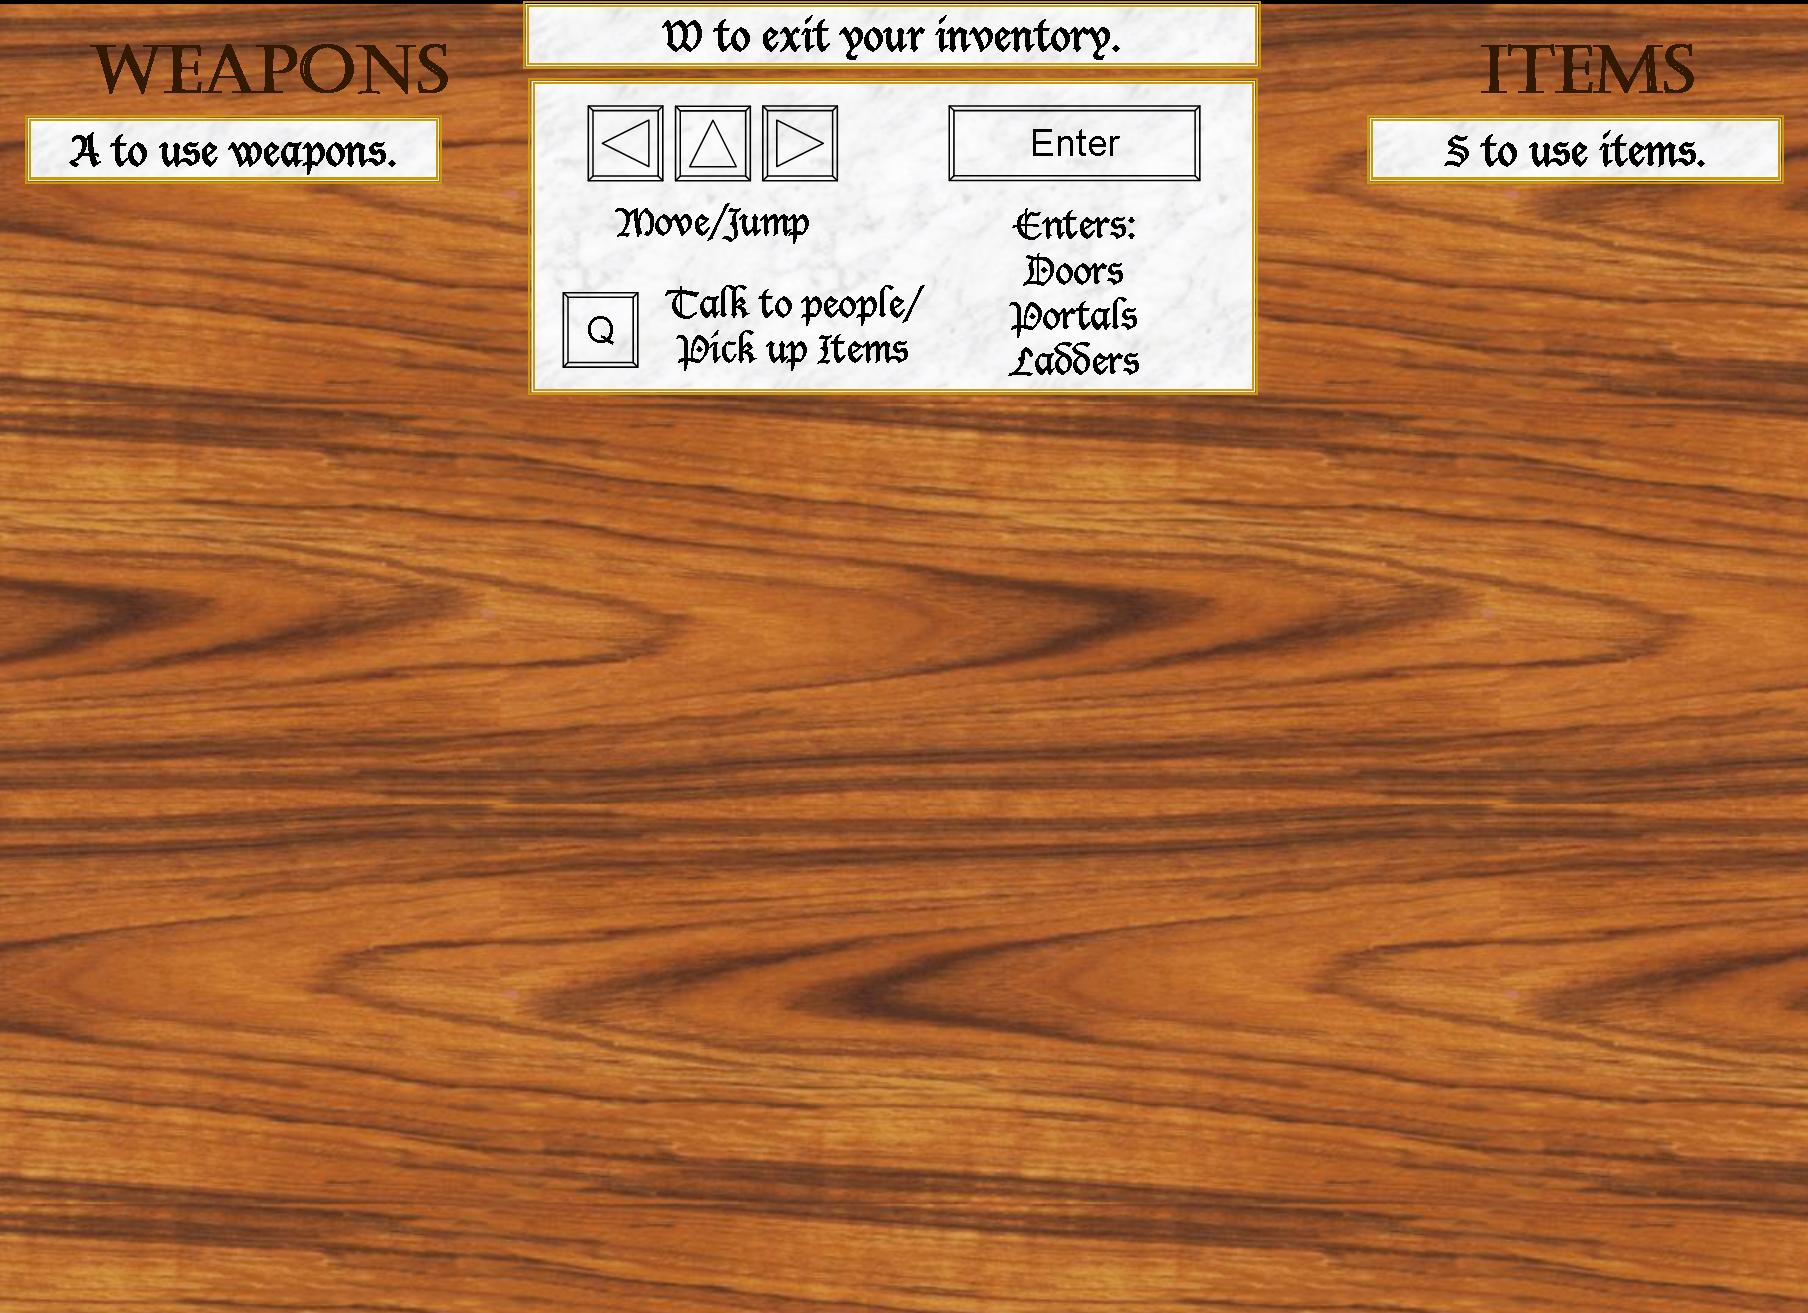 W to exit your inventory.
WEAPONS
ITEMS
A to use weapons.
S to use items.
Enter
Move/Jump
Enters:
Doors
Portals
Ladders
Q
Talk to people/
Pick up Items